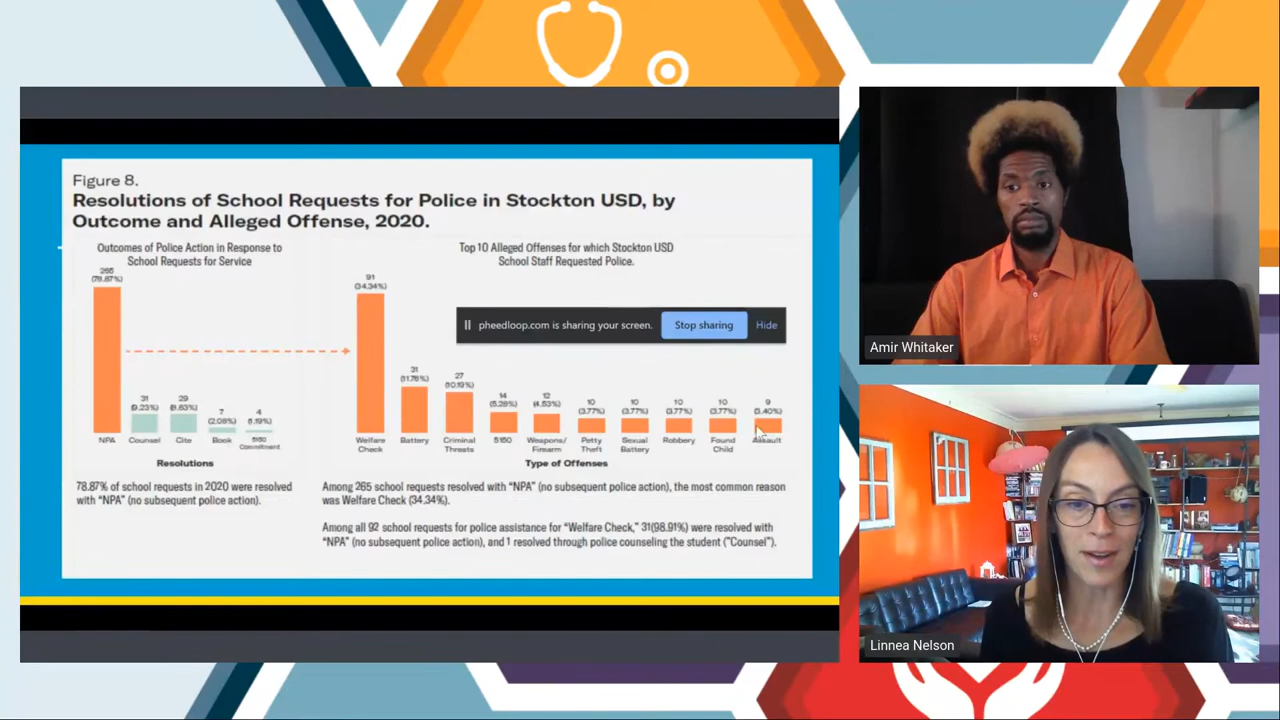 Figure 8.
Resolutions of School Requests for Police in Stockton USD, by
Outcome and Alleged Offense, 2020.
Outcomes of Police Action in Response to
School Requests for Service
265
(78.87%)
31
(9.23%)
29
(8.63%)
7
(2.08%)
4
(1.19%)
NPA
Counsel
Cite
Book
5150
Commitment
Resolutions
78.87% of school requests in 2020 were resolved
with "NPA" (no subsequent police action).
Top 10 Alleged Offenses for which Stockton USD
School Staff Requested Police.
91
(34.34%)
31
(11.76%)
27
(10.19%)
14
(5.28%)
12
(4.53%)
10
(3.77%)
10
(3.77%)
10
(3.77%)
10
(3.77%)
9
(3.40%)
Welfare
Check
Battery
Criminal
Threats
5150
Weapons/
Firearm
Petty
Theft
Sexual
Battery
Robbery
Found
Child
Assault
Type of Offenses
Among 265 school requests resolved with "NPA" (no subsequent police action), the most common reason
was Welfare Check (34.34%).
Among all 92 school requests for police assistance for "Welfare Check," 31(98.91%) were resolved with
"NPA" (no subsequent police action), and 1 resolved through police counseling the student ("Counsel").
pheedloop.com is sharing your screen.
Stop sharing
Hide
Amir Whitaker
Linnea Nelson